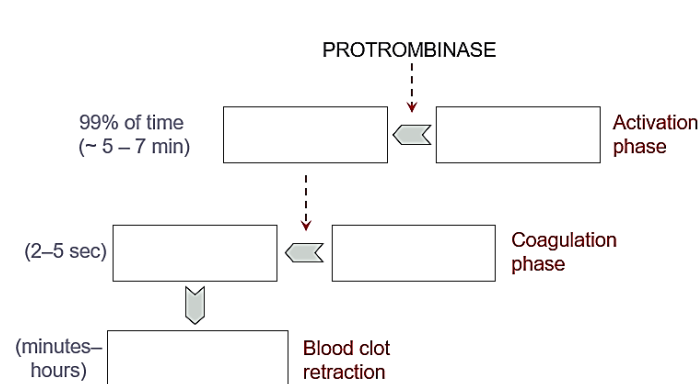 PROTROMBINASE
99% of time
(~ 5 – 7 min)
Activation
phase
(2–5 sec)
Coagulation
phase
(minutes–
hours)
Blood clot
retraction